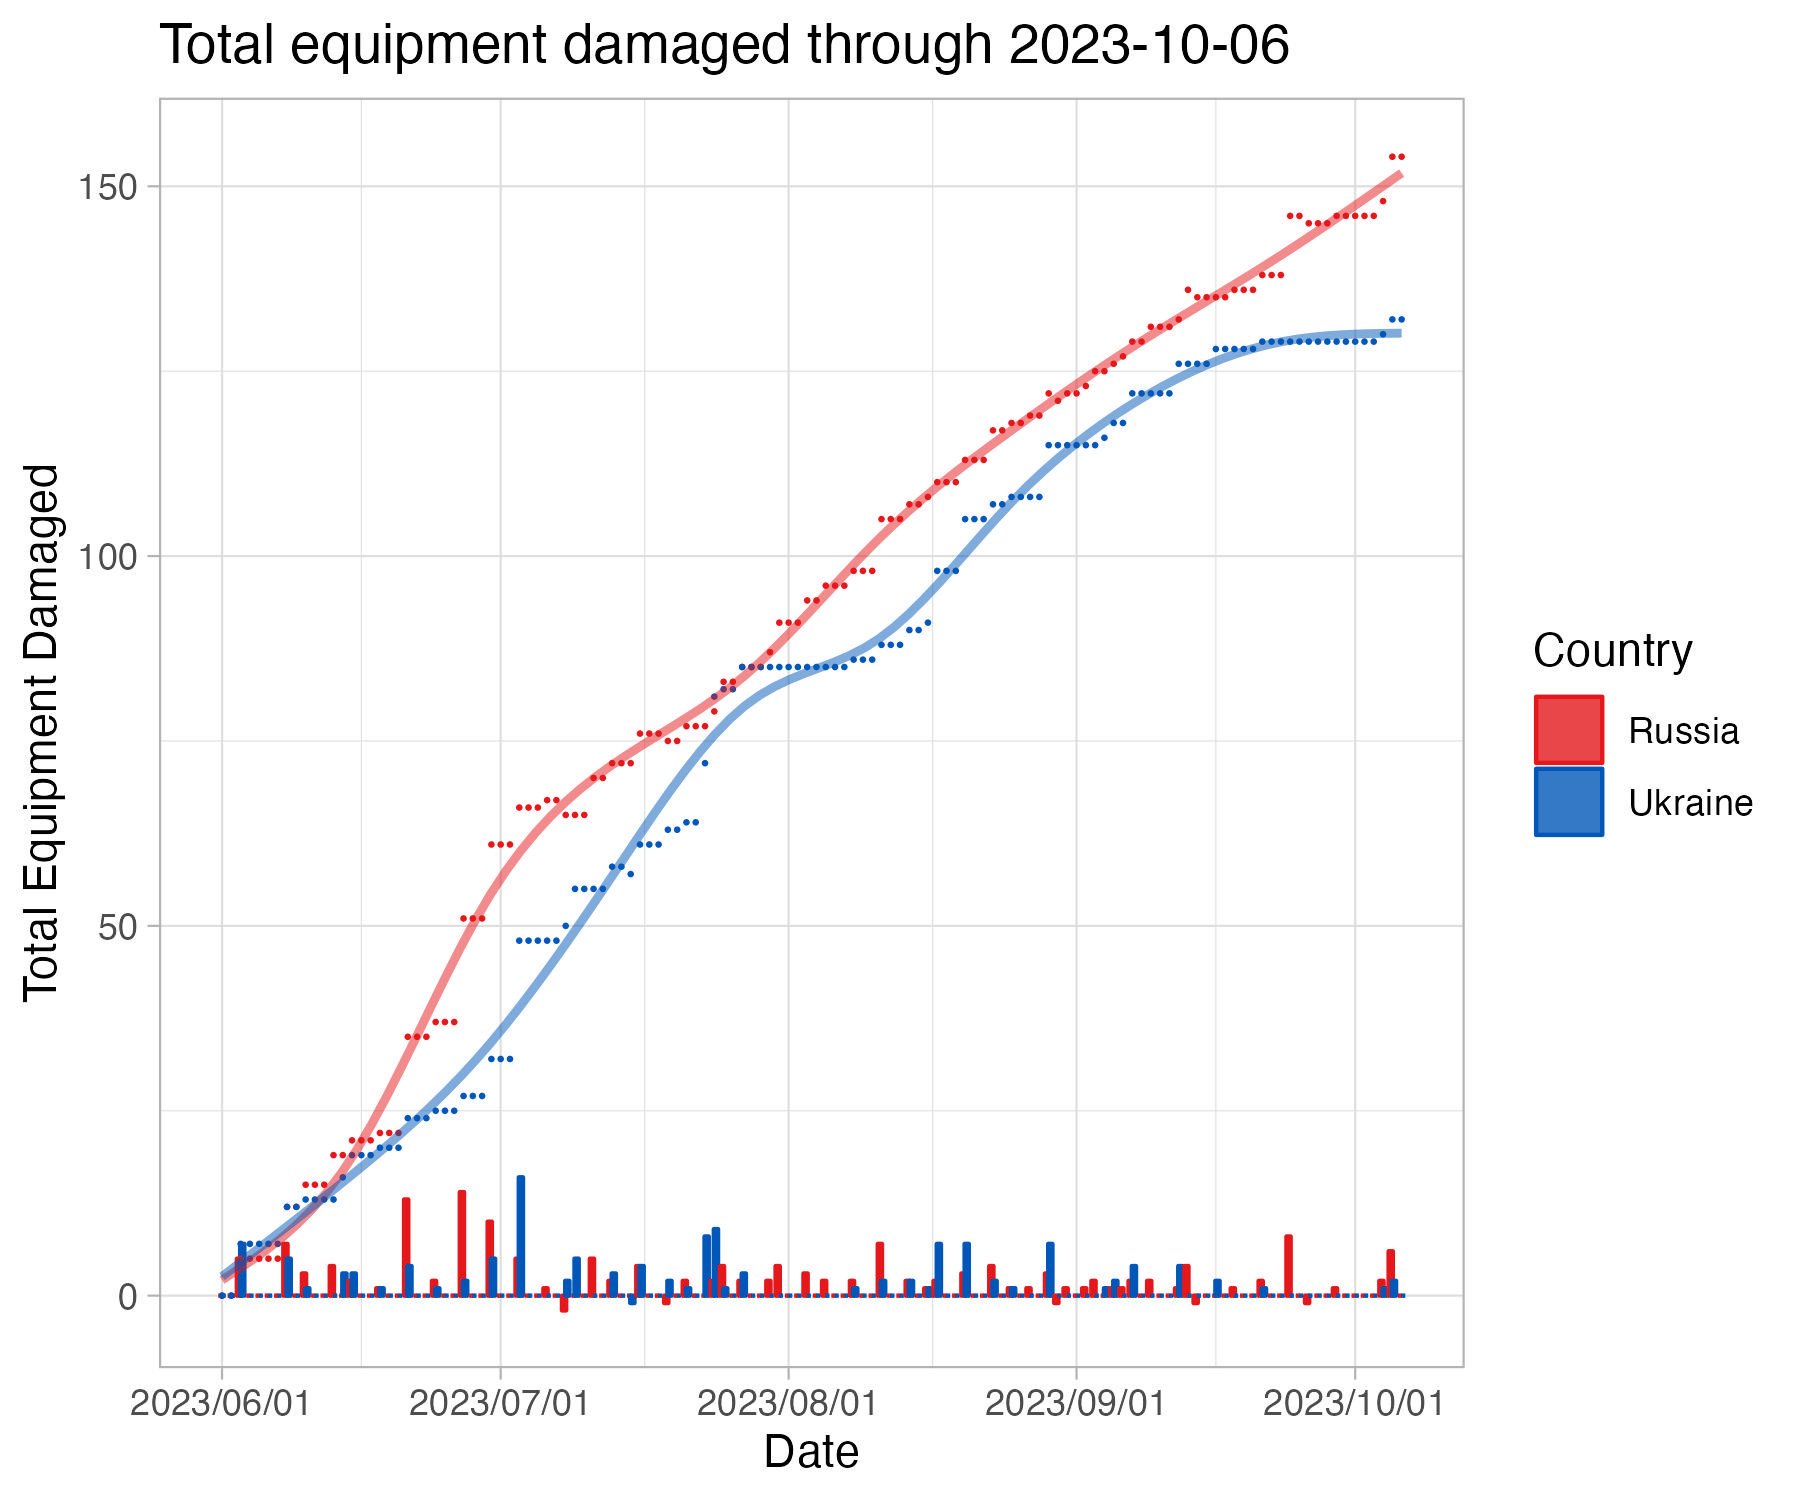 Total equipment damaged through 2023-10-06
Total Equipment Damaged
150
100
50
0
2023/06/01
2023/07/01
2023/08/01
2023/09/01
2023/10/01
Date
Country
Russia
Ukraine